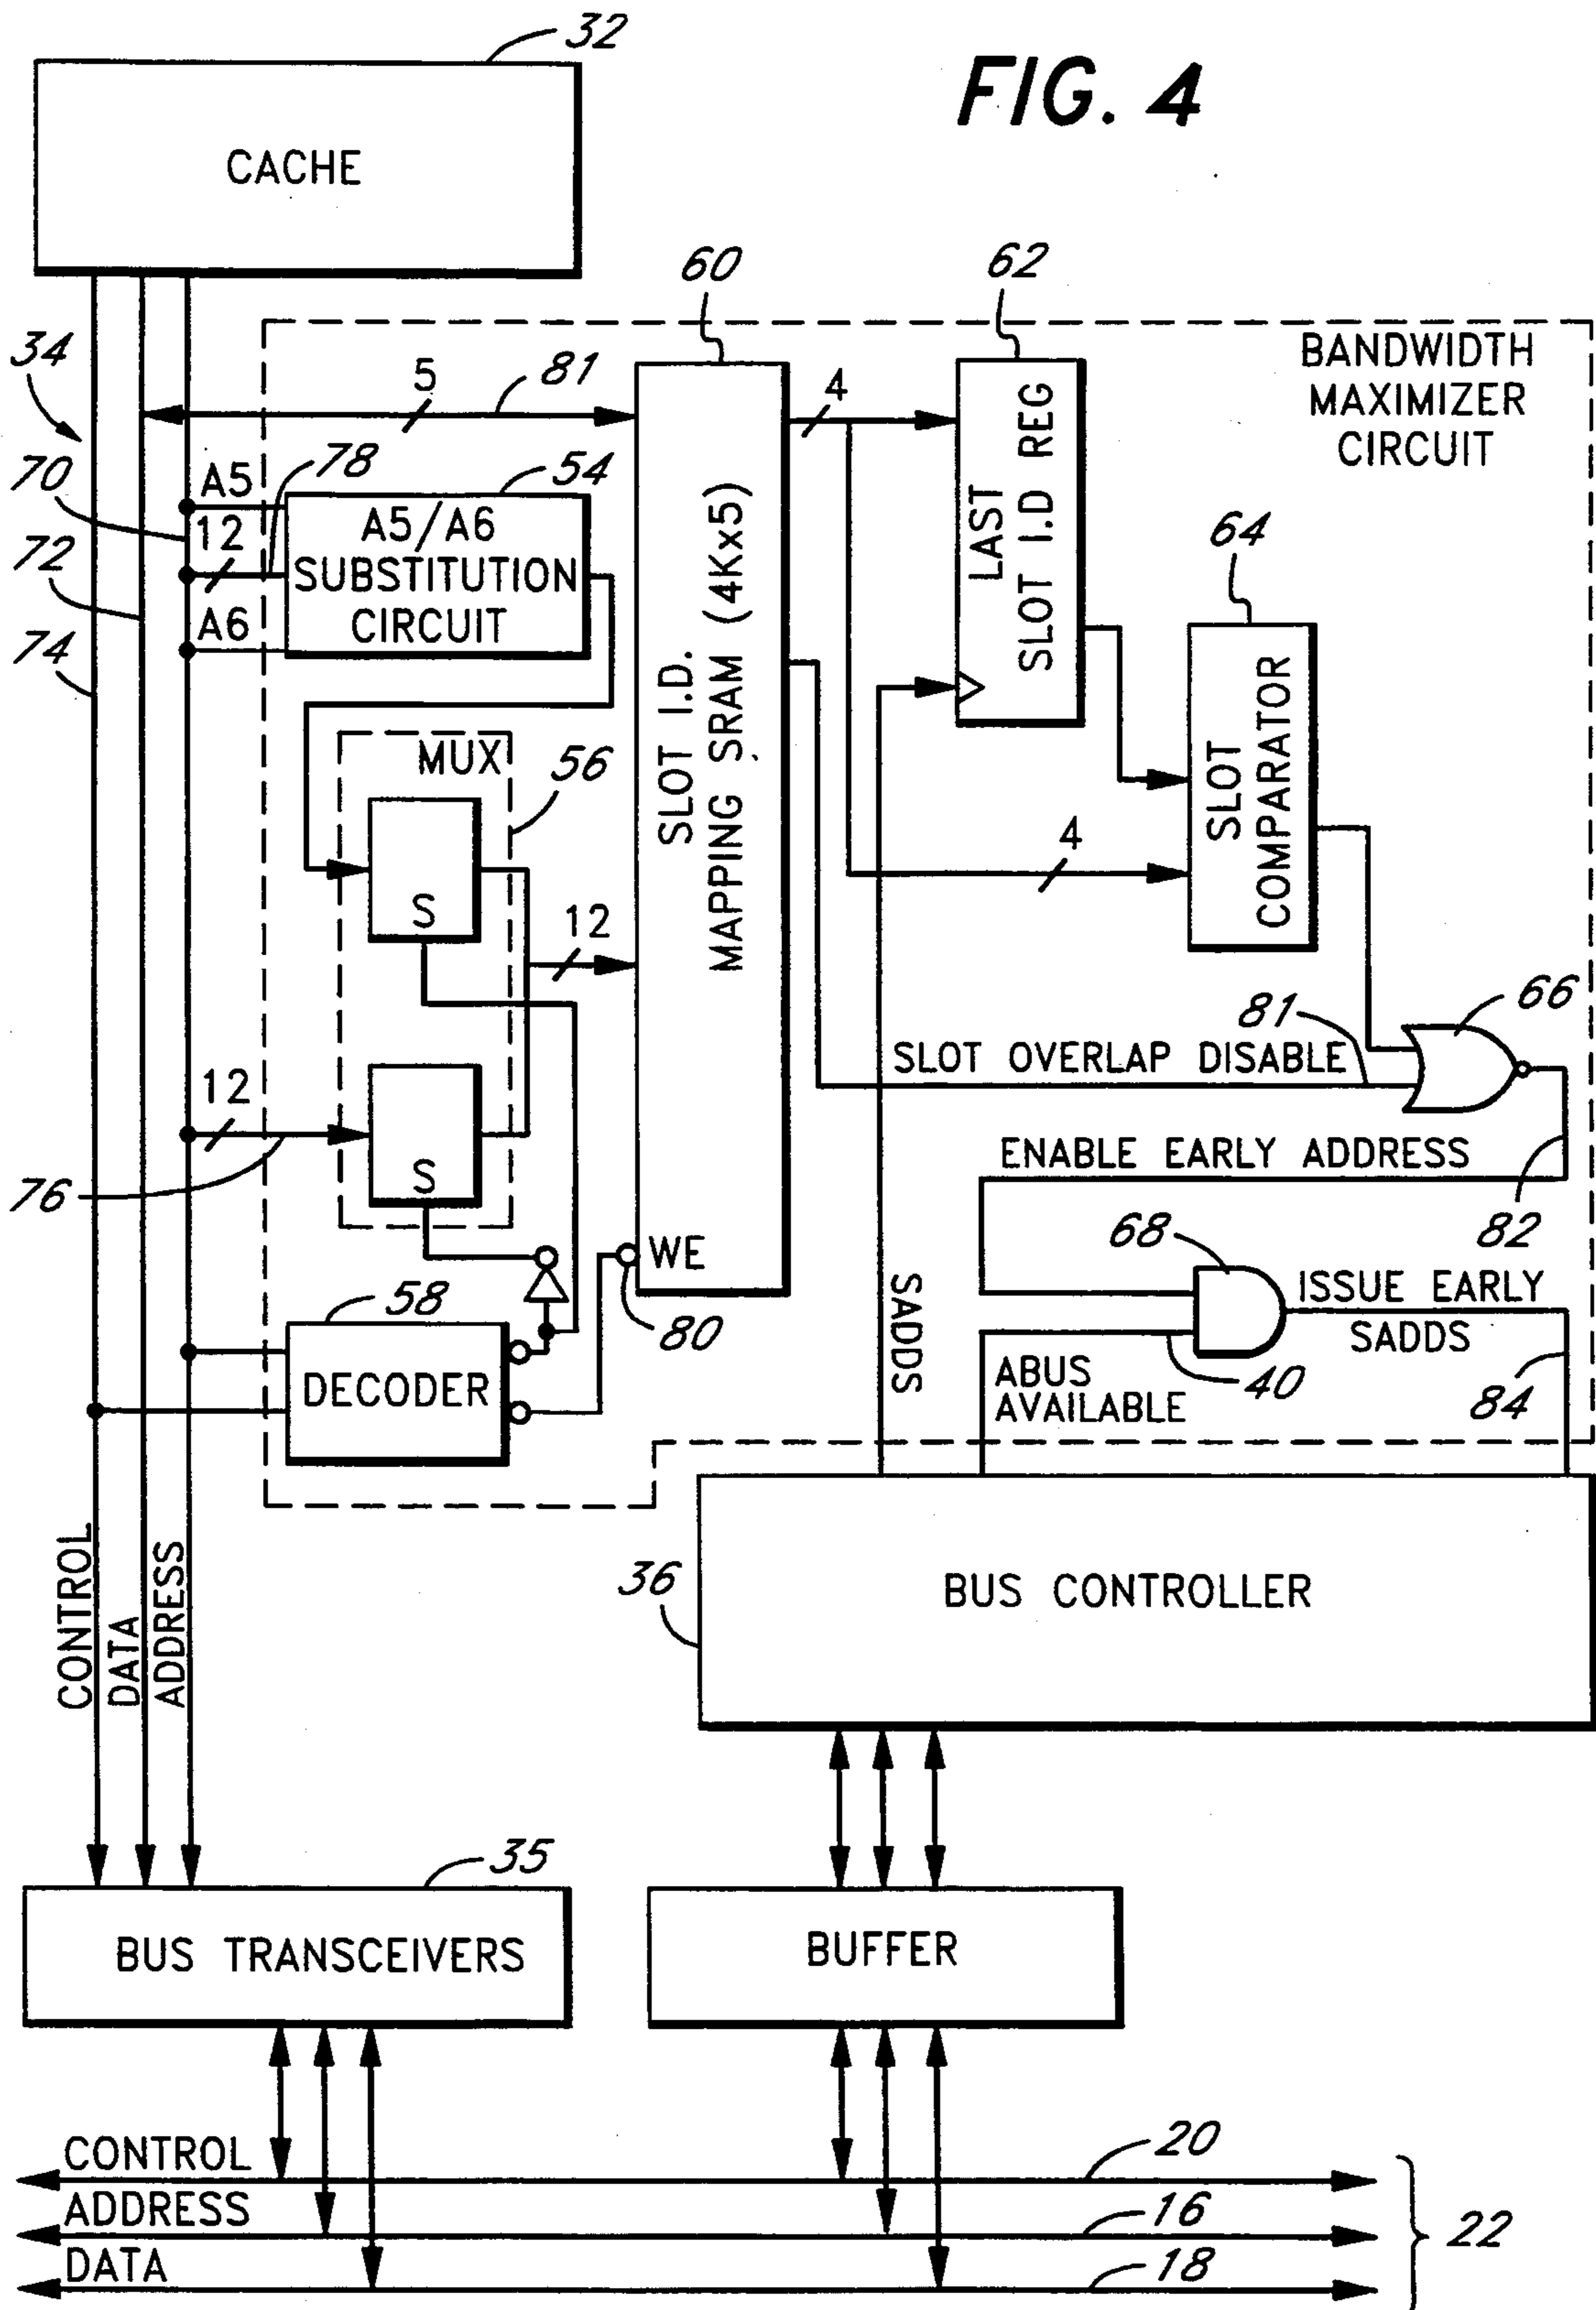 FIG. 4
32
CACHE
60
62
34
5
81
4
BANDWIDTH
MAXIMIZER
CIRCUIT
70
A5
78
54
12
A5/A6
SUBSTITUTION
CIRCUIT
72
A6
74
SLOT I.D.
MAPPING SRAM (4Kx5)
LAST
SLOT I.D REG
64
SLOT
COMPARATOR
MUX
56
S
4
12
12
S
76
81
66
SLOT OVERLAP DISABLE
ENABLE EARLY ADDRESS
82
WE
80
68
ISSUE EARLY
SADDS
SADDS
58
DECODER
ABUS
AVAILABLE
40
84
CONTROL
DATA
ADDRESS
36
BUS CONTROLLER
35
BUS TRANSCEIVERS
BUFFER
CONTROL
20
ADDRESS
16
22
DATA
18